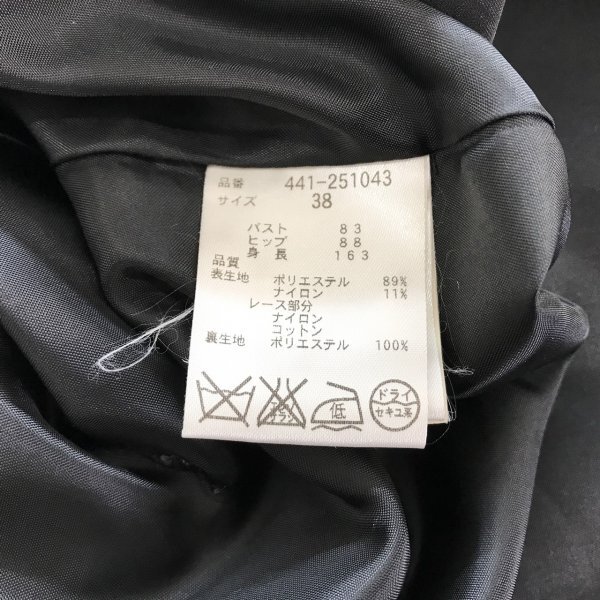 品番 441-251043
サイズ 38
バスト 83
ヒップ 88
身長 163
品質
表生地 ポリエステル 89%
ナイロン 11%
レース部分
ナイロン
コットン
裏生地 ポリエステル 100%
低
ドライ
セキユ系